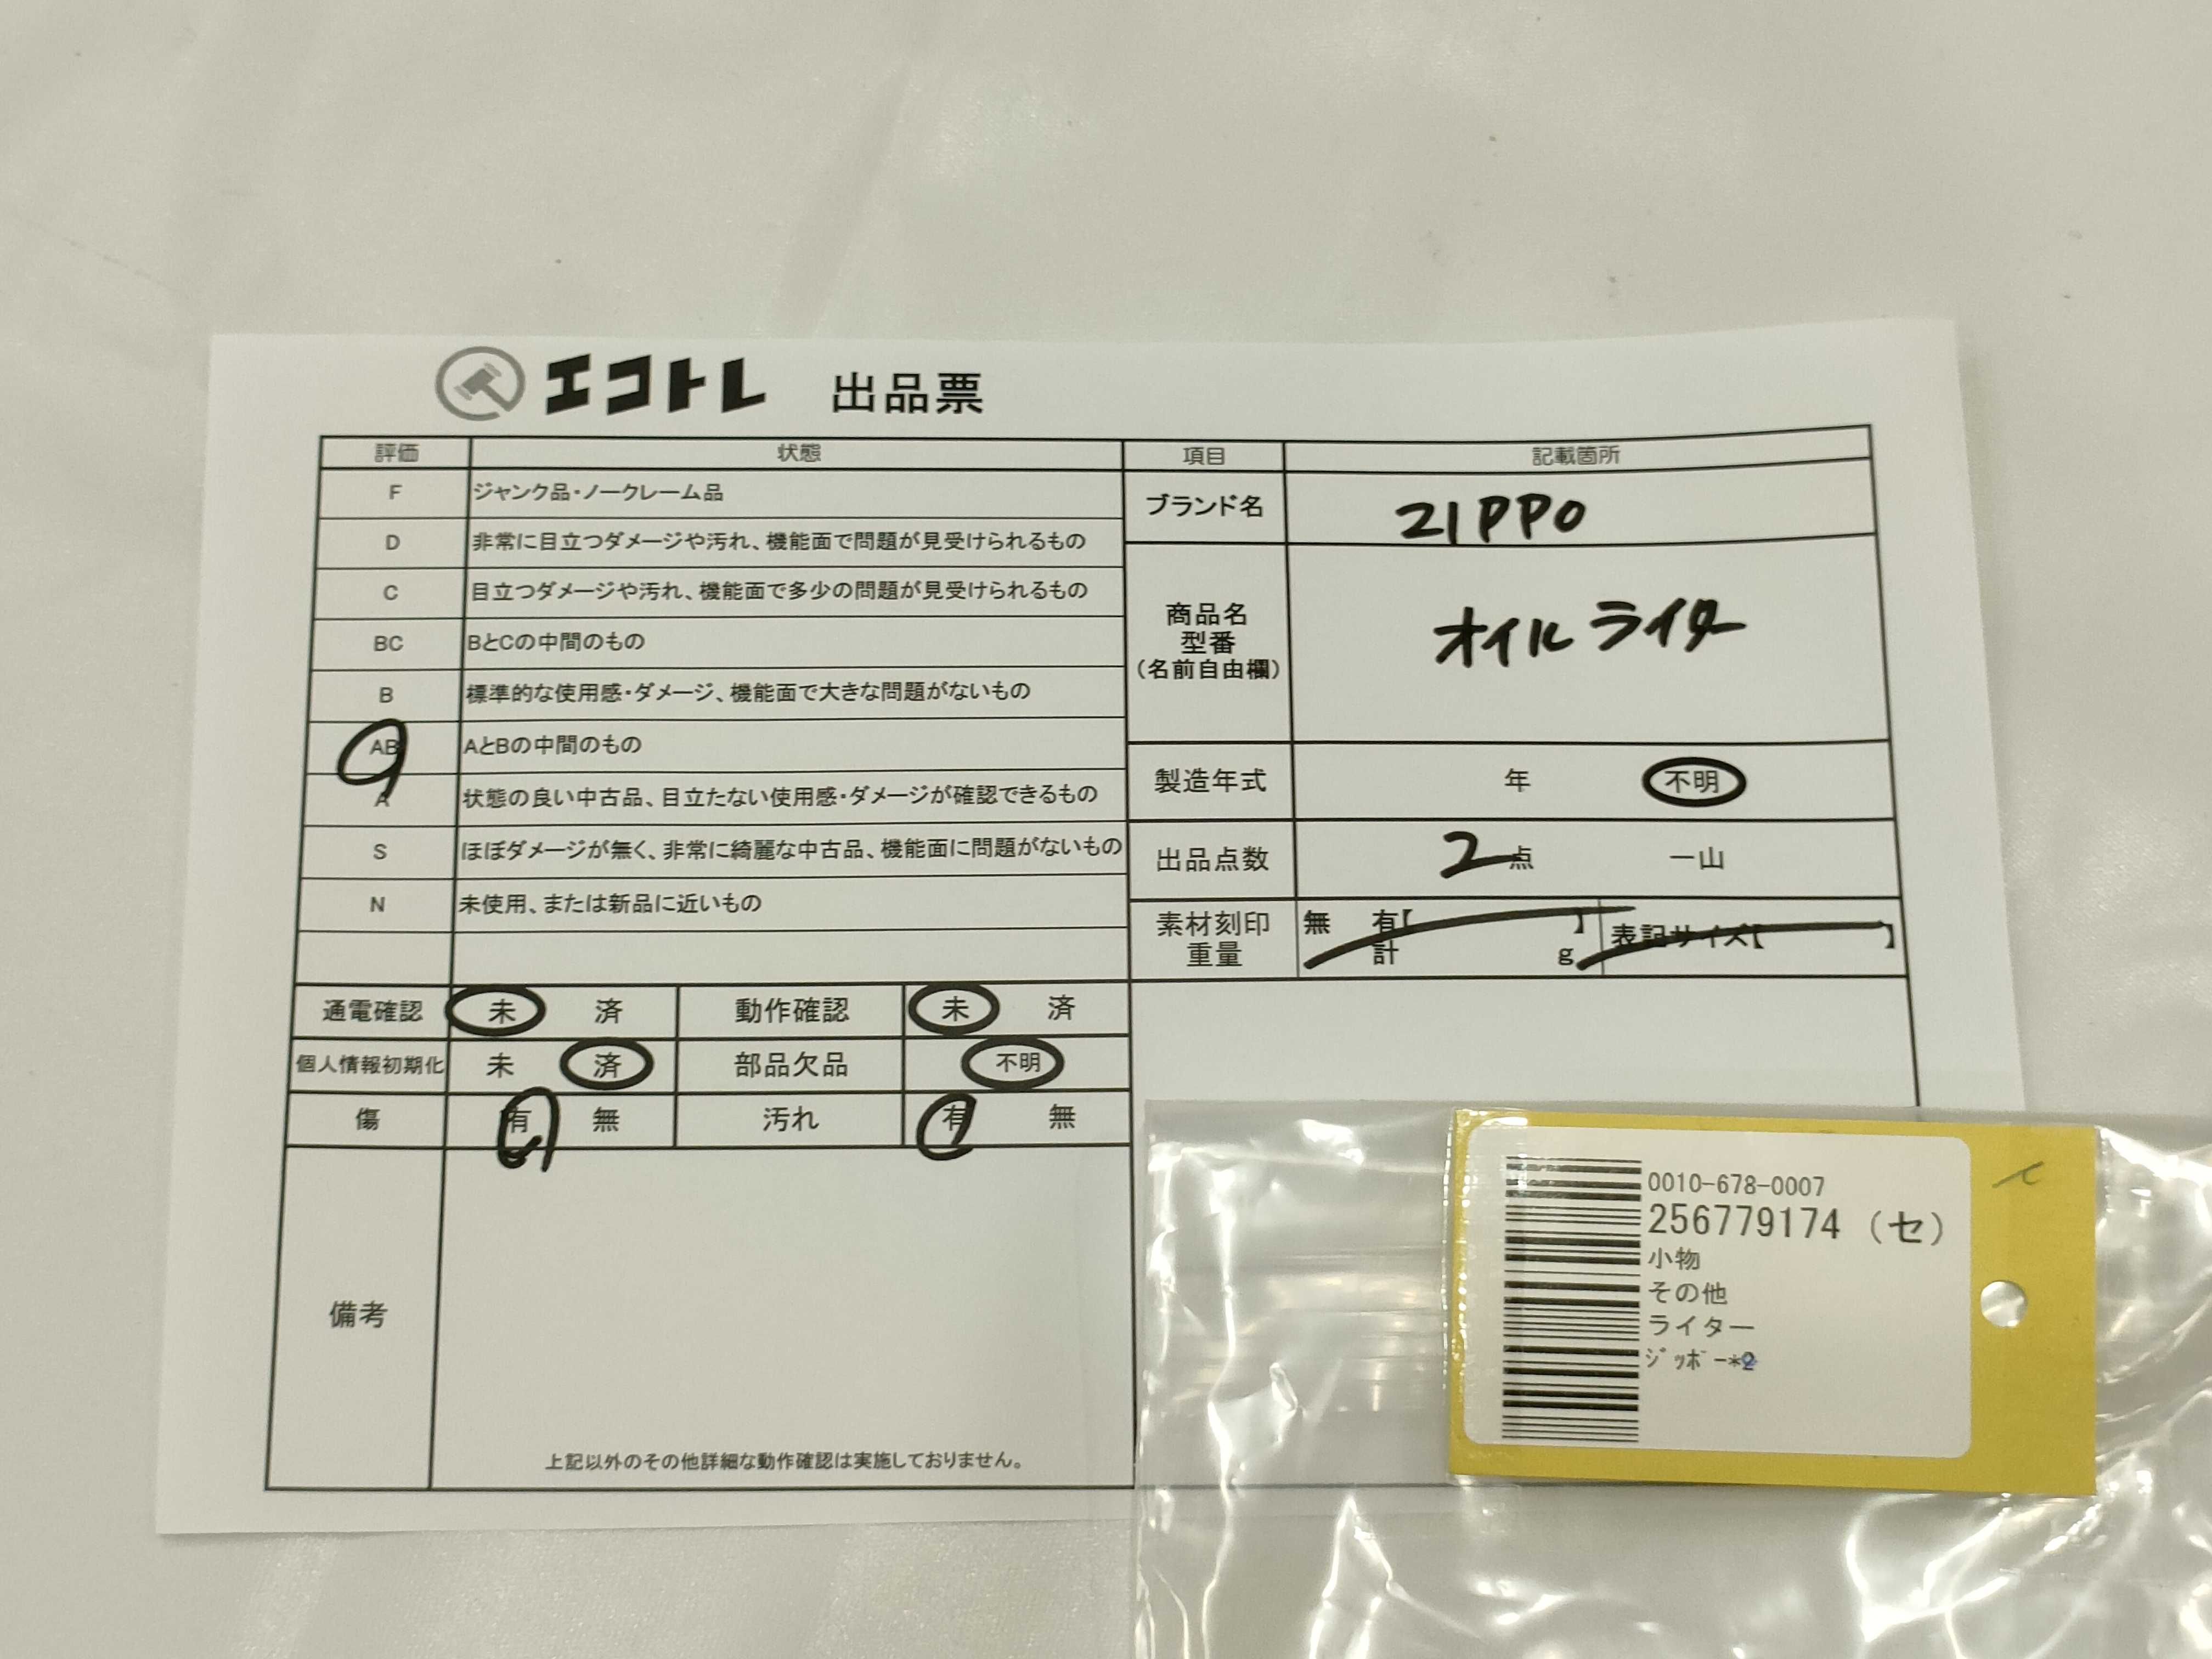 エコトレ 出品票
評価 状態 項目 記載箇所
F ジャンク品・ノークレーム品
D 非常に目立つダメージや汚れ、機能面で問題が見受けられるもの
C 目立つダメージや汚れ、機能面で多少の問題が見受けられるもの
BC BとCの中間のもの
B 標準的な使用感・ダメージ、機能面で大きな問題がないもの
AB AとBの中間のもの
A 状態の良い中古品、目立たない使用感・ダメージが確認できるもの
S ほぼダメージが無く、非常に綺麗な中古品、機能面に問題がないもの
N 未使用、または新品に近いもの
ブランド名 ZIPPO
商品名
型番
(名前自由欄)
オイルライター
製造年式 年 不明
出品点数 2点 一山
素材刻印 無 有【 】
重量 計 g
表記サイズ【 】
通電確認 未 済 動作確認 未 済
個人情報初期化 未 済 部品欠品 不明
傷 有 無 汚れ 有 無
備考
上記以外のその他詳細な動作確認は実施しておりません。
0010-678-0007
256779174 (セ)
小物
その他
ライター
ｼﾞｯﾎﾟｰ*2